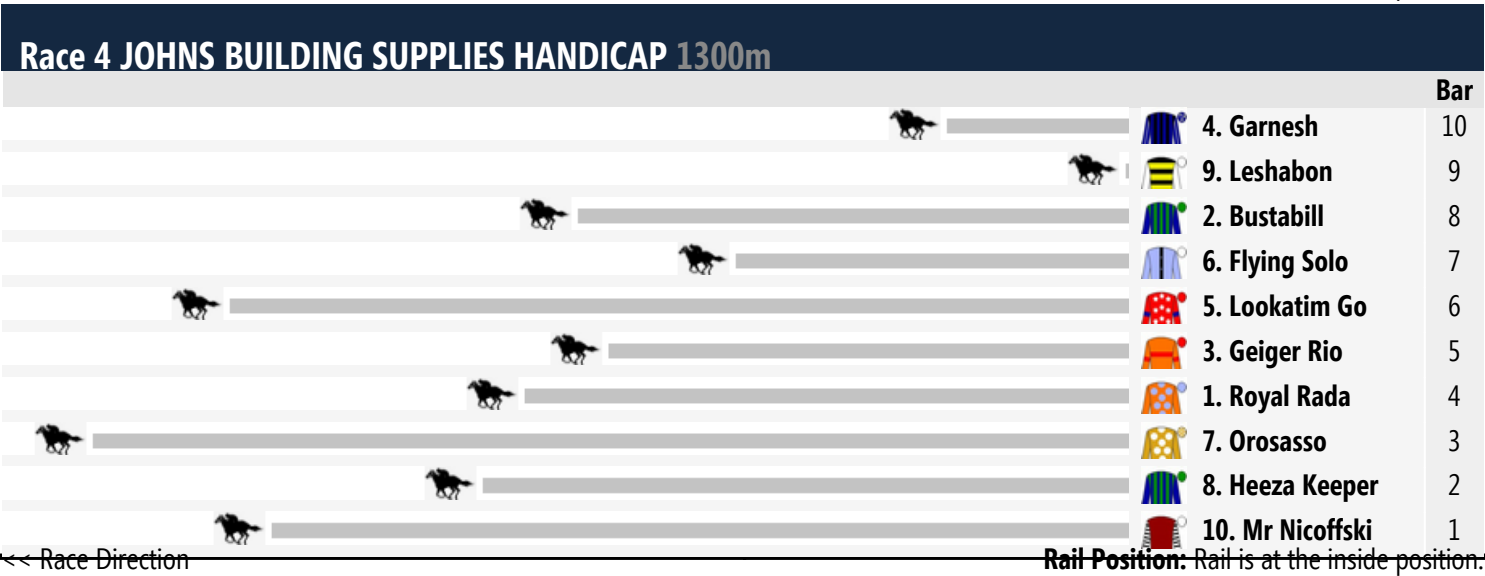 Race 4 JOHNS BUILDING SUPPLIES HANDICAP 1300m
Bar
4. Garnesh 10
9. Leshabon 9
2. Bustabill 8
6. Flying Solo 7
5. Lookatim Go 6
3. Geiger Rio 5
1. Royal Rada 4
7. Orosasso 3
8. Heeza Keeper 2
10. Mr Nicoffski 1
<<< Race Direction Rail Position: Rail is at the inside position.